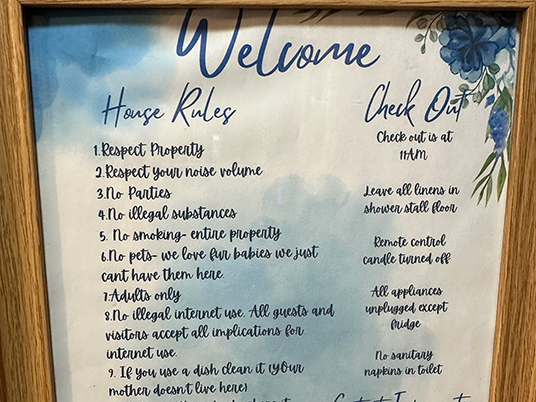 Welcome
House Rules
1.Respect Property
2.Respect your noise volume
3.No Parties
4.No illegal substances
5. No smoking- entire property
6.No pets- we love fur babies we just
cant have them here.
7.Adults only
8.No illegal internet use. All guests and
visitors accept all implications for
internet use.
9. If you use a dish clean it (yOur
mother doesn't live here)
Check Out
Check out is at
11AM
Leave all linens in
shower stall floor
Remote control
candle turned off
All appliances
unplugged except
fridge
No sanitary
napkins in toilet